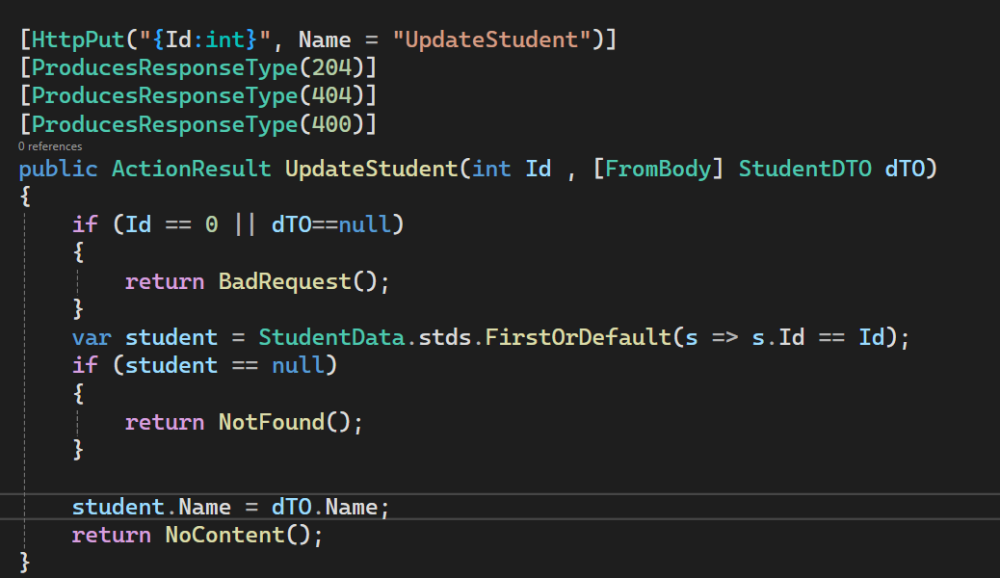 [HttpPut("{Id:int}", Name = "UpdateStudent")]
[ProducesResponseType(204)]
[ProducesResponseType(404)]
[ProducesResponseType(400)]
0 references
public ActionResult UpdateStudent(int Id , [FromBody] StudentDTO dTO)
{
    if (Id == 0 || dTO==null)
    {
        return BadRequest();
    }
    var student = StudentData.stds.FirstOrDefault(s => s.Id == Id);
    if (student == null)
    {
        return NotFound();
    }
    student.Name = dTO.Name;
    return NoContent();
}